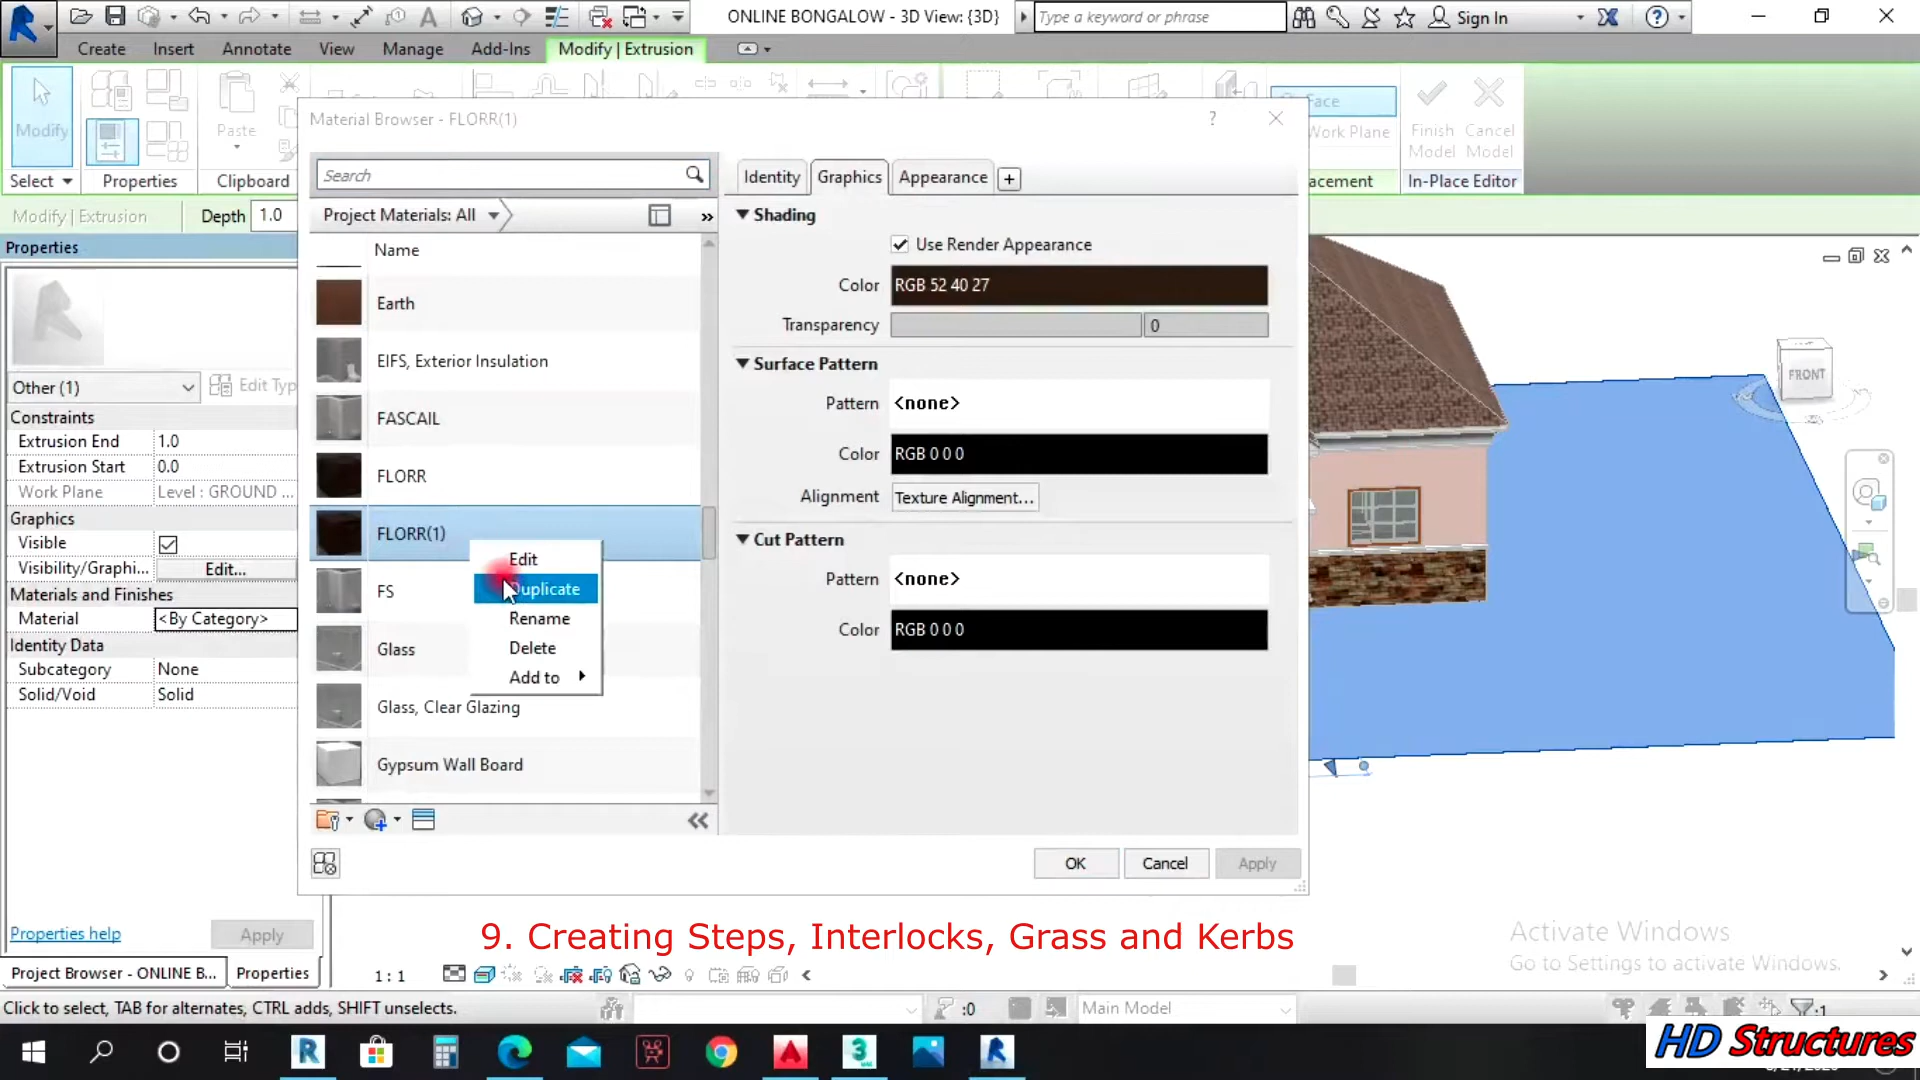 ONLINE BONGALOW - 3D View: {3D}
Type a keyword or phrase
Sign In
Create
Insert
Annotate
View
Manage
Add-Ins
Modify | Extrusion
Modify
Paste
Face
Work Plane
Finish Model
Cancel Model
Select
Properties
Clipboard
acement
In-Place Editor
Modify | Extrusion
Depth
1.0
Properties
Other (1)
Edit Typ
Constraints
Extrusion End
1.0
Extrusion Start
0.0
Work Plane
Level : GROUND ...
Graphics
Visible
Visibility/Graphi...
Edit...
Materials and Finishes
Material
<By Category>
Identity Data
Subcategory
None
Solid/Void
Solid
Properties help
Apply
Project Browser - ONLINE B...
Properties
Material Browser - FLORR(1)
?
Search
Project Materials: All
Name
Earth
EIFS, Exterior Insulation
FASCAIL
FLORR
FLORR(1)
FS
Glass
Glass, Clear Glazing
Gypsum Wall Board
Edit
Duplicate
Rename
Delete
Add to
Identity
Graphics
Appearance
+
Shading
Use Render Appearance
Color
RGB 52 40 27
Transparency
0
Surface Pattern
Pattern
<none>
Color
RGB 0 0 0
Alignment
Texture Alignment...
Cut Pattern
Pattern
<none>
Color
RGB 0 0 0
OK
Cancel
Apply
FRONT
9. Creating Steps, Interlocks, Grass and Kerbs
Activate Windows
Go to Settings to activate Windows.
1 : 1
Click to select, TAB for alternates, CTRL adds, SHIFT unselects.
:0
Main Model
:1
HD Structures